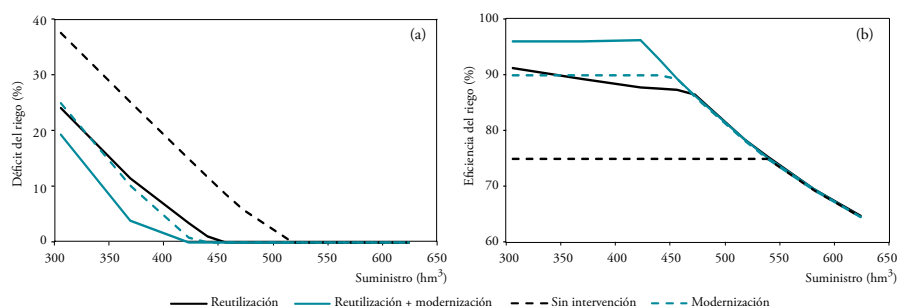 (a)
Déficit del riego (%)
40
30
20
10
0
300 350 400 450 500 550 600 650
Suministro (hm³)
(b)
Eficiencia del riego (%)
100
90
80
70
60
300 350 400 450 500 550 600 650
Suministro (hm³)
Reutilización Reutilización + modernización Sin intervención Modernización